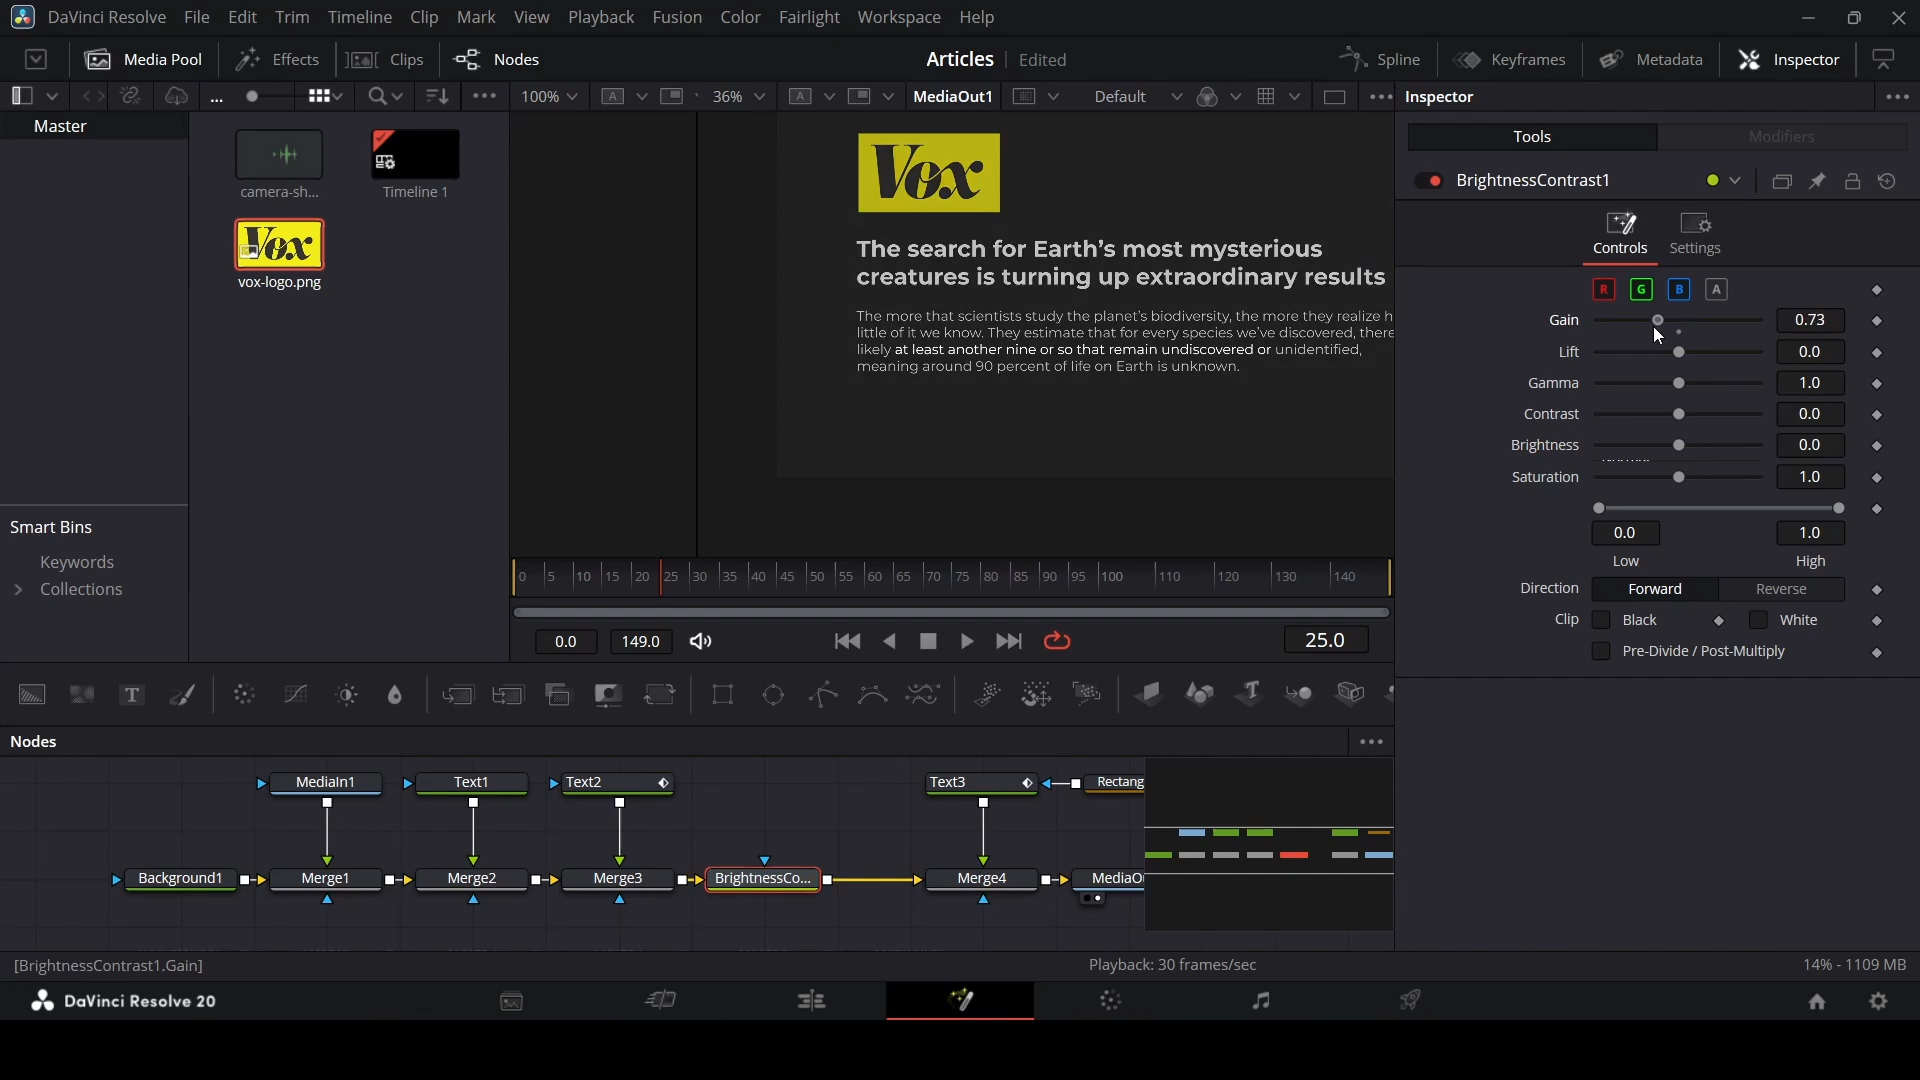 DaVinci Resolve File Edit Trim Timeline Clip Mark View Playback Fusion Color Fairlight Workspace Help
Media Pool Effects Clips Nodes Articles Edited Spline Keyframes Metadata Inspector
... 100% A 36% A MediaOut1 Default Inspector
Master
camera-sh...
Timeline 1
Vox
vox-logo.png
Smart Bins
Keywords
Collections
Vox
The search for Earth's most mysterious
creatures is turning up extraordinary results
The more that scientists study the planet's biodiversity, the more they realize h
little of it we know. They estimate that for every species we've discovered, there
likely at least another nine or so that remain undiscovered or unidentified,
meaning around 90 percent of life on Earth is unknown.
0 5 10 15 20 25 30 35 40 45 50 55 60 65 70 75 80 85 90 95 100 110 120 130 140
0.0 149.0 25.0
Tools Modifiers
BrightnessContrast1
Controls Settings
R G B A
Gain 0.73
Lift 0.0
Gamma 1.0
Contrast 0.0
Brightness 0.0
Saturation 1.0
0.0 1.0
Low High
Direction Forward Reverse
Clip Black White
Pre-Divide / Post-Multiply
T T
Nodes
MediaIn1 Text1 Text2 Text3 Rectang
Background1 Merge1 Merge2 Merge3 BrightnessCo... Merge4 MediaO
[BrightnessContrast1.Gain] Playback: 30 frames/sec 14% - 1109 MB
DaVinci Resolve 20